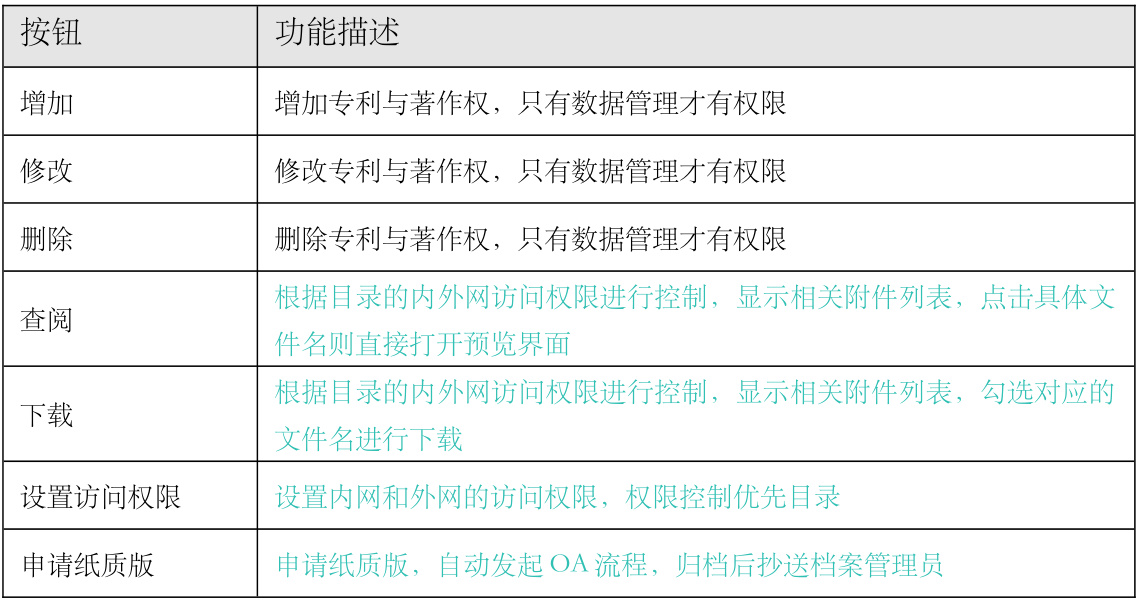 按钮 功能描述
增加 增加专利与著作权，只有数据管理才有权限
修改 修改专利与著作权，只有数据管理才有权限
删除 删除专利与著作权，只有数据管理才有权限
查阅 根据目录的内外网访问权限进行控制，显示相关附件列表，点击具体文
件名则直接打开预览界面
下载 根据目录的内外网访问权限进行控制，显示相关附件列表，勾选对应的
文件名进行下载
设置访问权限 设置内网和外网的访问权限，权限控制优先目录
申请纸质版 申请纸质版，自动发起 OA 流程，归档后抄送档案管理员